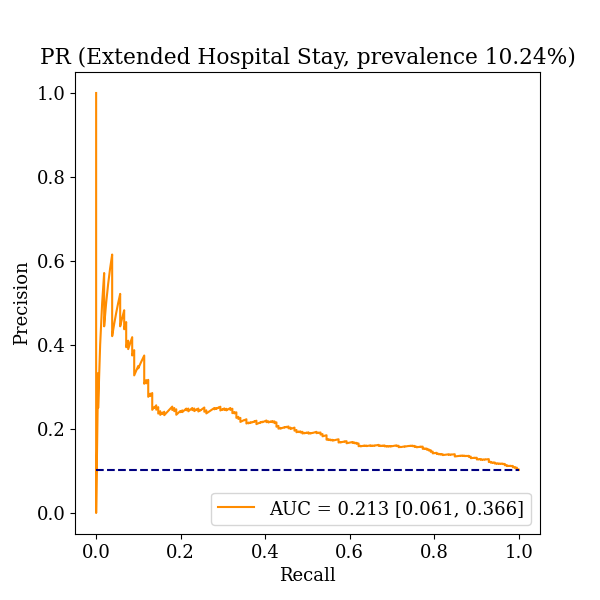 PR (Extended Hospital Stay, prevalence 10.24%)
1.0
0.8
0.6
0.4
0.2
0.0
Precision
AUC = 0.213 [0.061, 0.366]
0.0 0.2 0.4 0.6 0.8 1.0
Recall